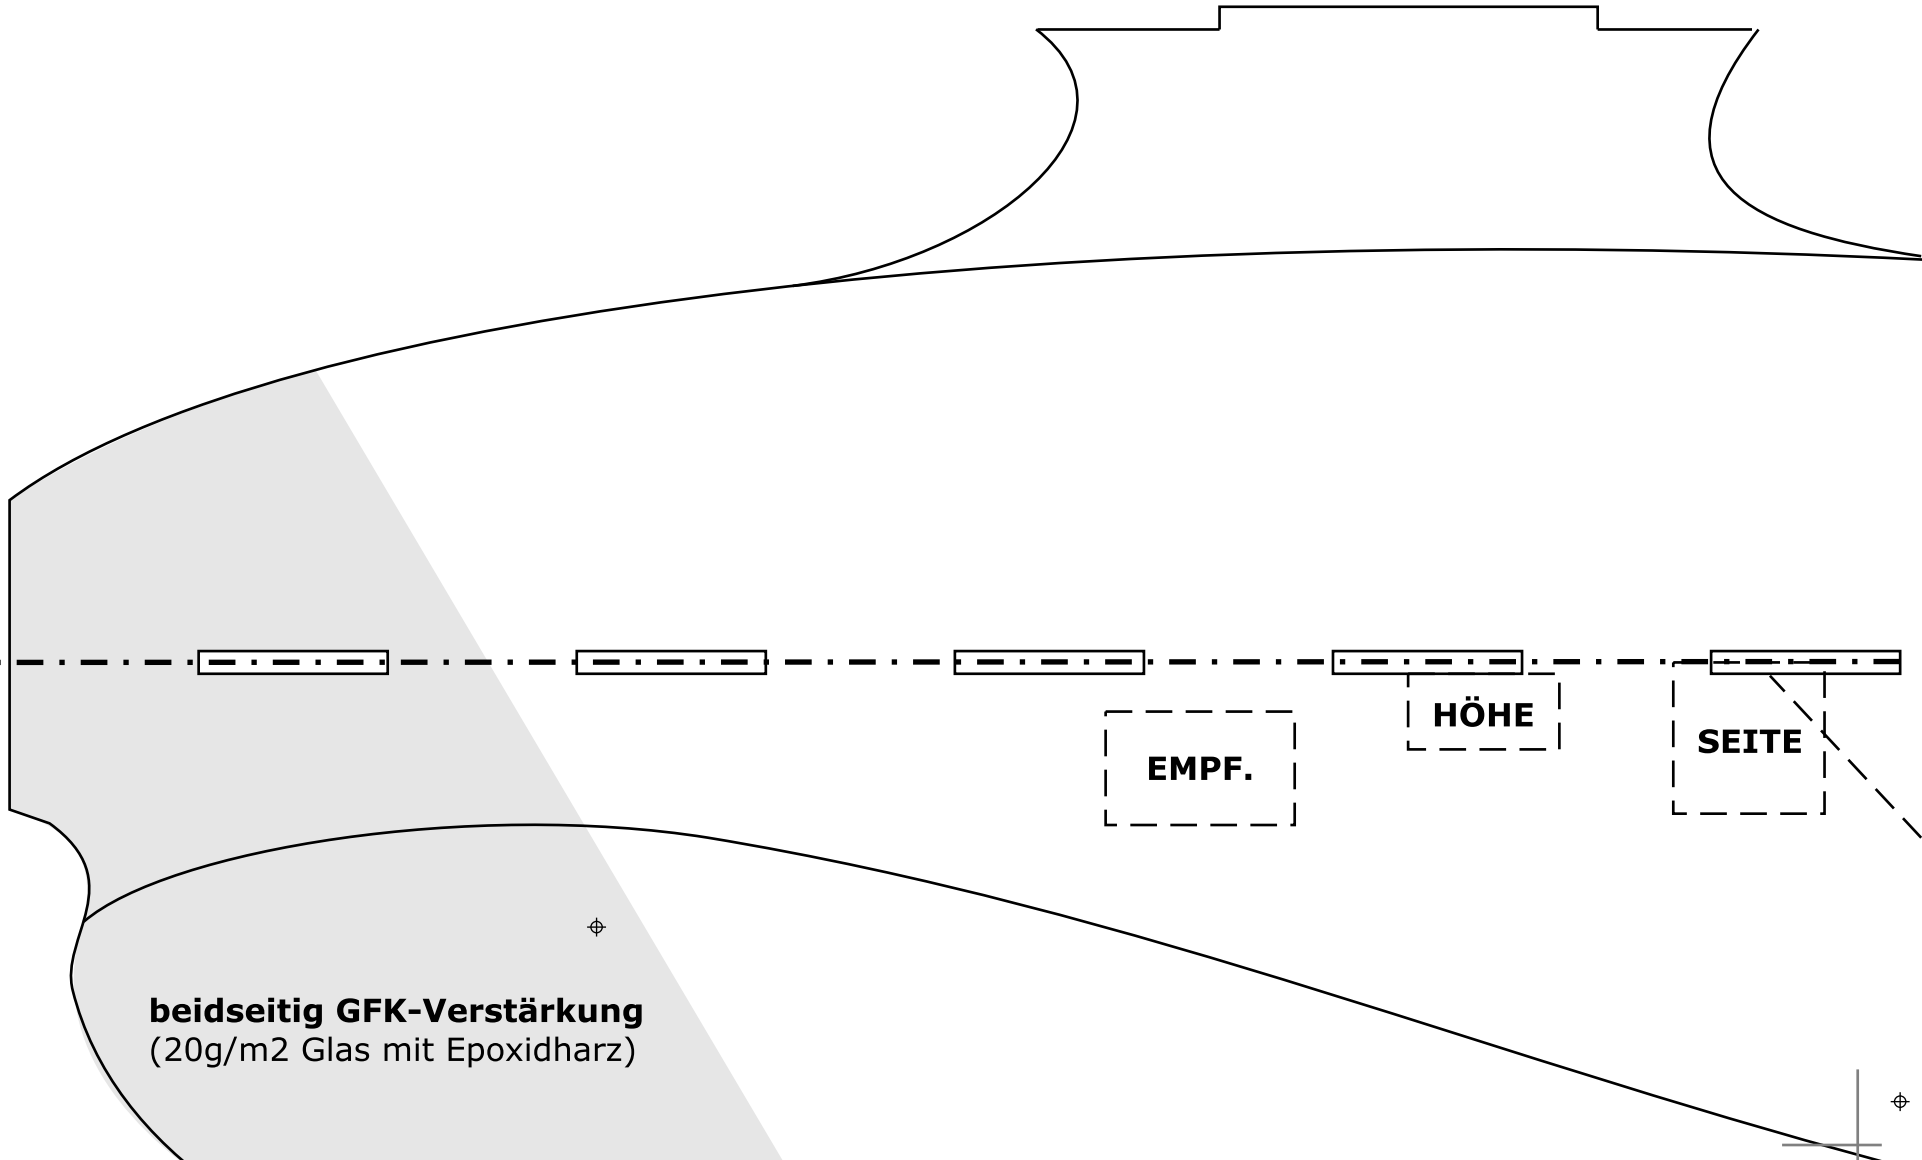 HÖHE
SEITE
EMPF.
beidseitig GFK-Verstärkung
(20g/m2 Glas mit Epoxidharz)